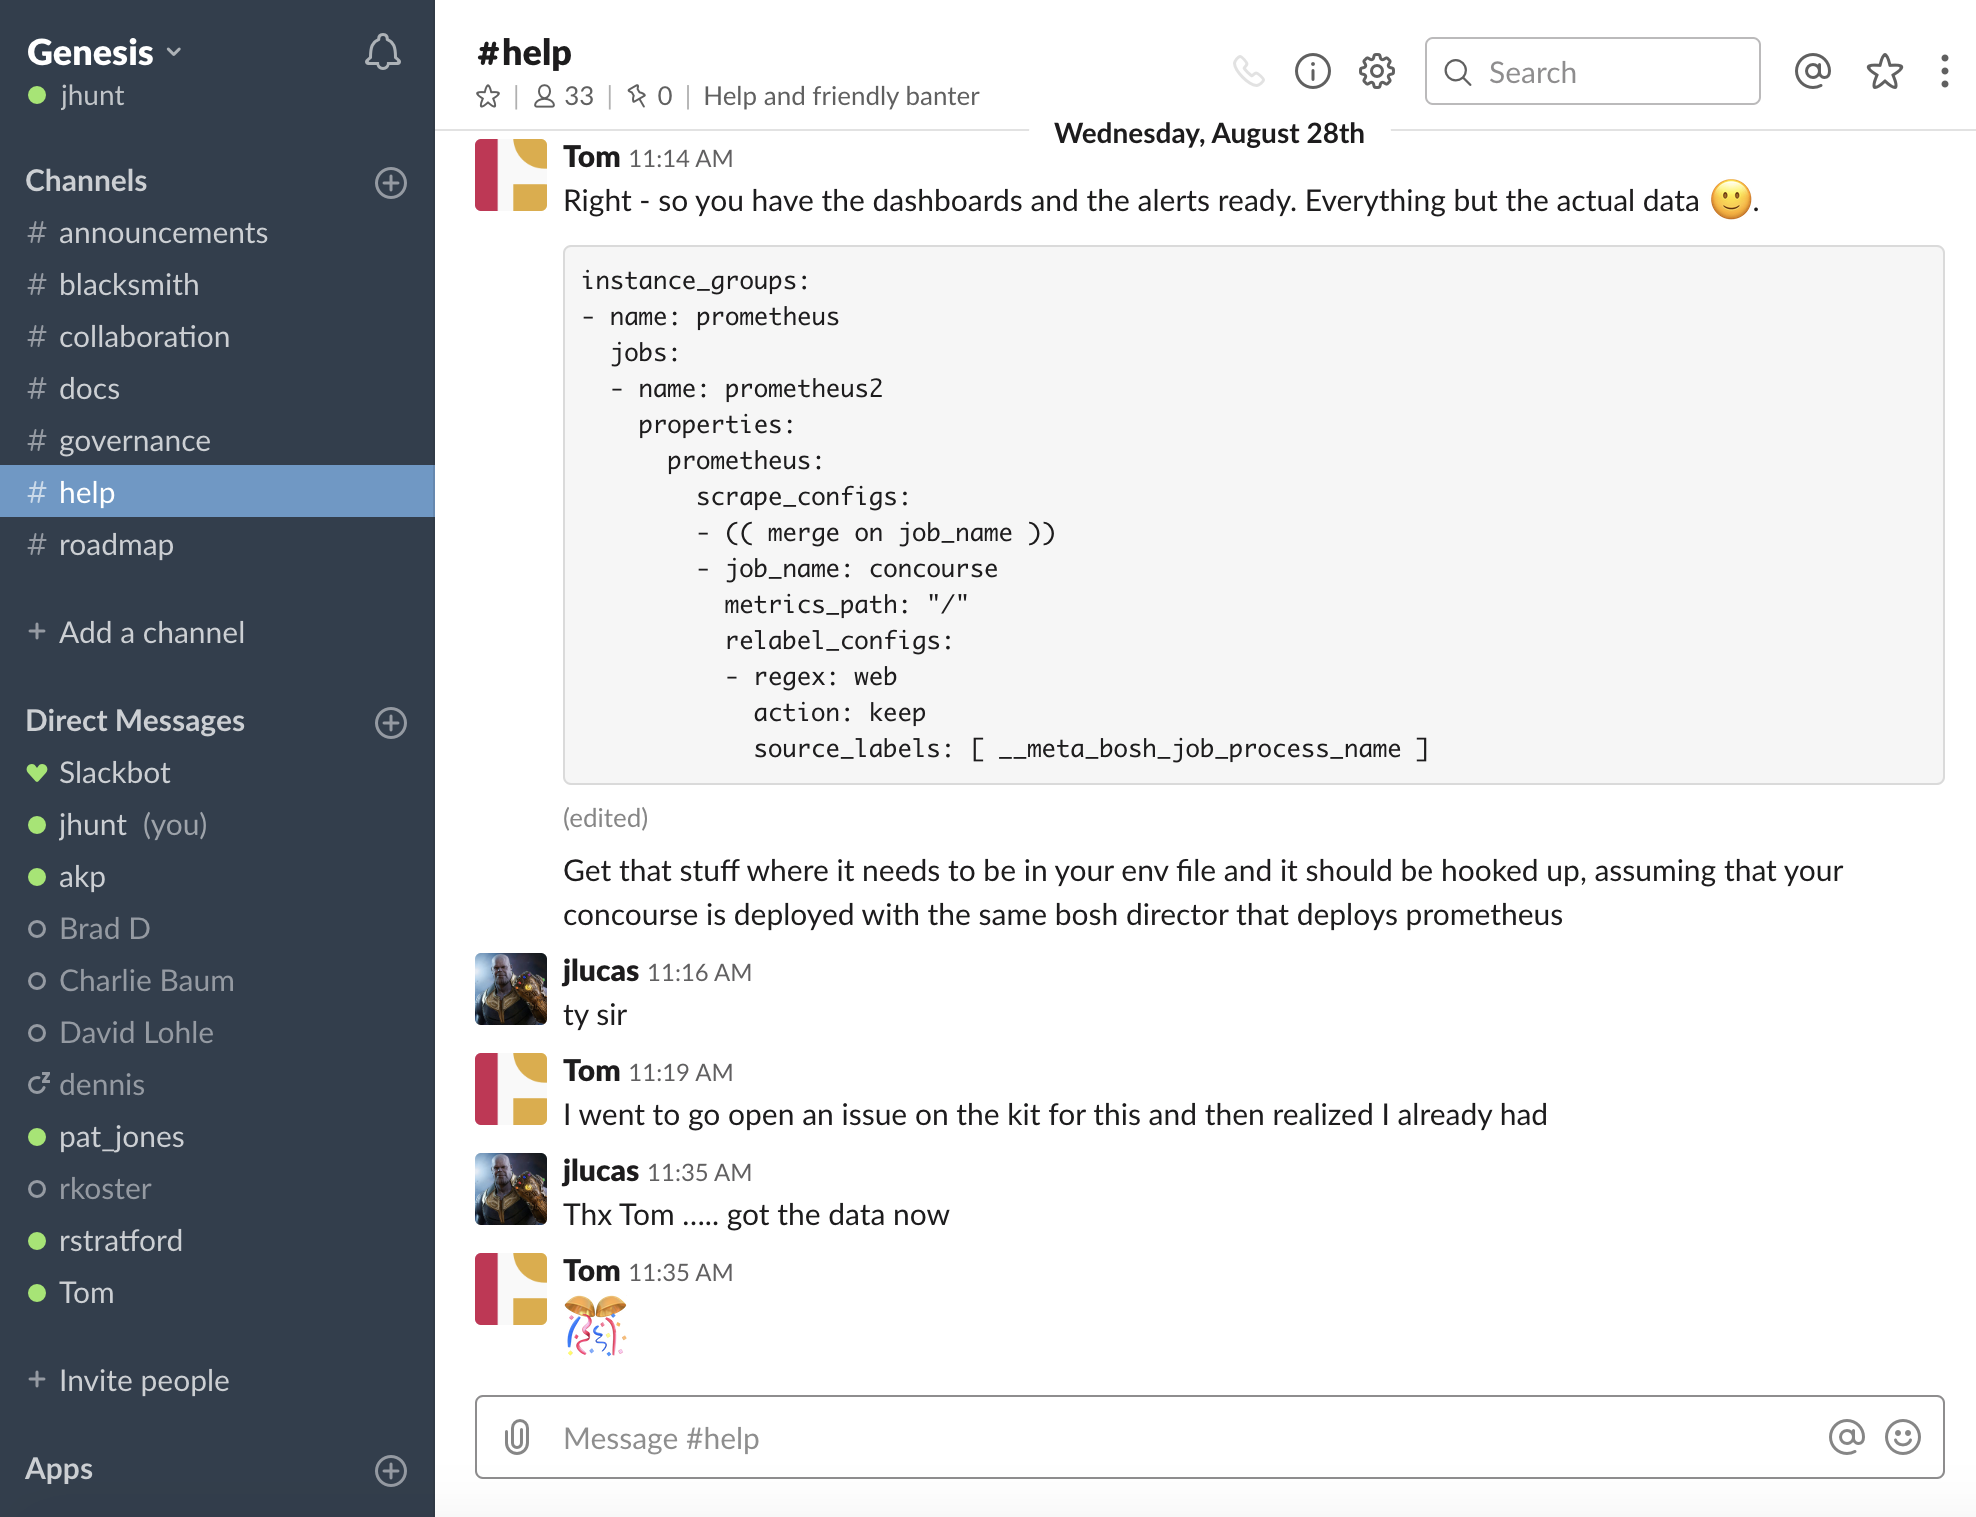 Genesis
jhunt
Channels
# announcements
# blacksmith
# collaboration
# docs
# governance
# help
# roadmap
+ Add a channel
Direct Messages
Slackbot
jhunt (you)
akp
Brad D
Charlie Baum
David Lohle
dennis
pat_jones
rkoster
rstratford
Tom
+ Invite people
Apps
#help
33 | 0 | Help and friendly banter
Search
Wednesday, August 28th
Tom 11:14 AM
Right - so you have the dashboards and the alerts ready. Everything but the actual data 🙂.
instance_groups:
- name: prometheus
  jobs:
  - name: prometheus2
    properties:
      prometheus:
        scrape_configs:
        - (( merge on job_name ))
        - job_name: concourse
          metrics_path: "/"
          relabel_configs:
          - regex: web
            action: keep
            source_labels: [ __meta_bosh_job_process_name ]
(edited)
Get that stuff where it needs to be in your env file and it should be hooked up, assuming that your
concourse is deployed with the same bosh director that deploys prometheus
jlucas 11:16 AM
ty sir
Tom 11:19 AM
I went to go open an issue on the kit for this and then realized I already had
jlucas 11:35 AM
Thx Tom ..... got the data now
Tom 11:35 AM
🎊
Message #help